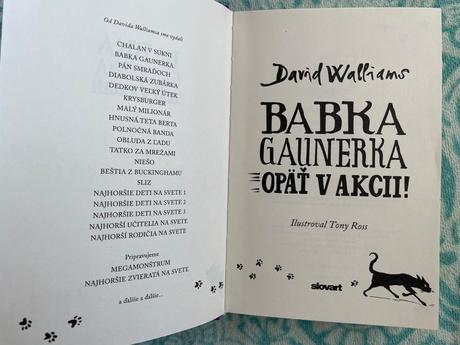 Od Davida Walliamsa sme vydali
CHALAN V SUKNI
BABKA GAUNERKA
PÁN SMRAĎOCH
DIABOLSKÁ ZUBÁRKA
DEDKOV VEĽKÝ ÚTEK
KRYSBURGER
MALÝ MILIONÁR
HNUSNÁ TETA BERTA
POLNOČNÁ BANDA
OBLUDA Z ĽADU
TATKO ZA MREŽAMI
NIEŠO
BEŠTIA Z BUCKINGHAMU
SLIZ
NAJHORŠIE DETI NA SVETE 1
NAJHORŠIE DETI NA SVETE 2
NAJHORŠIE DETI NA SVETE 3
NAJHORŠÍ UČITELIA NA SVETE
NAJHORŠÍ RODIČIA NA SVETE
Pripravujeme
MEGAMONŠTRUM
NAJHORŠIE ZVIERATÁ NA SVETE
a ďalšie a ďalšie...
David Walliams
BABKA
GAUNERKA
OPÄŤ V AKCII!
Ilustroval Tony Ross
slovart